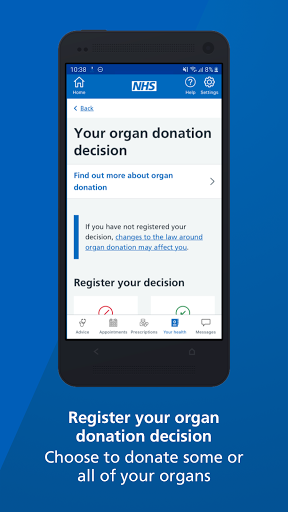 10:38
8%
Home
NHS
Help
Settings
Back
Your organ donation
decision
Find out more about organ
donation
If you have not registered your
decision, changes to the law around
organ donation may affect you.
Register your decision
Advice
Appointments
Prescriptions
Your health
Messages
Register your organ
donation decision
Choose to donate some or
all of your organs